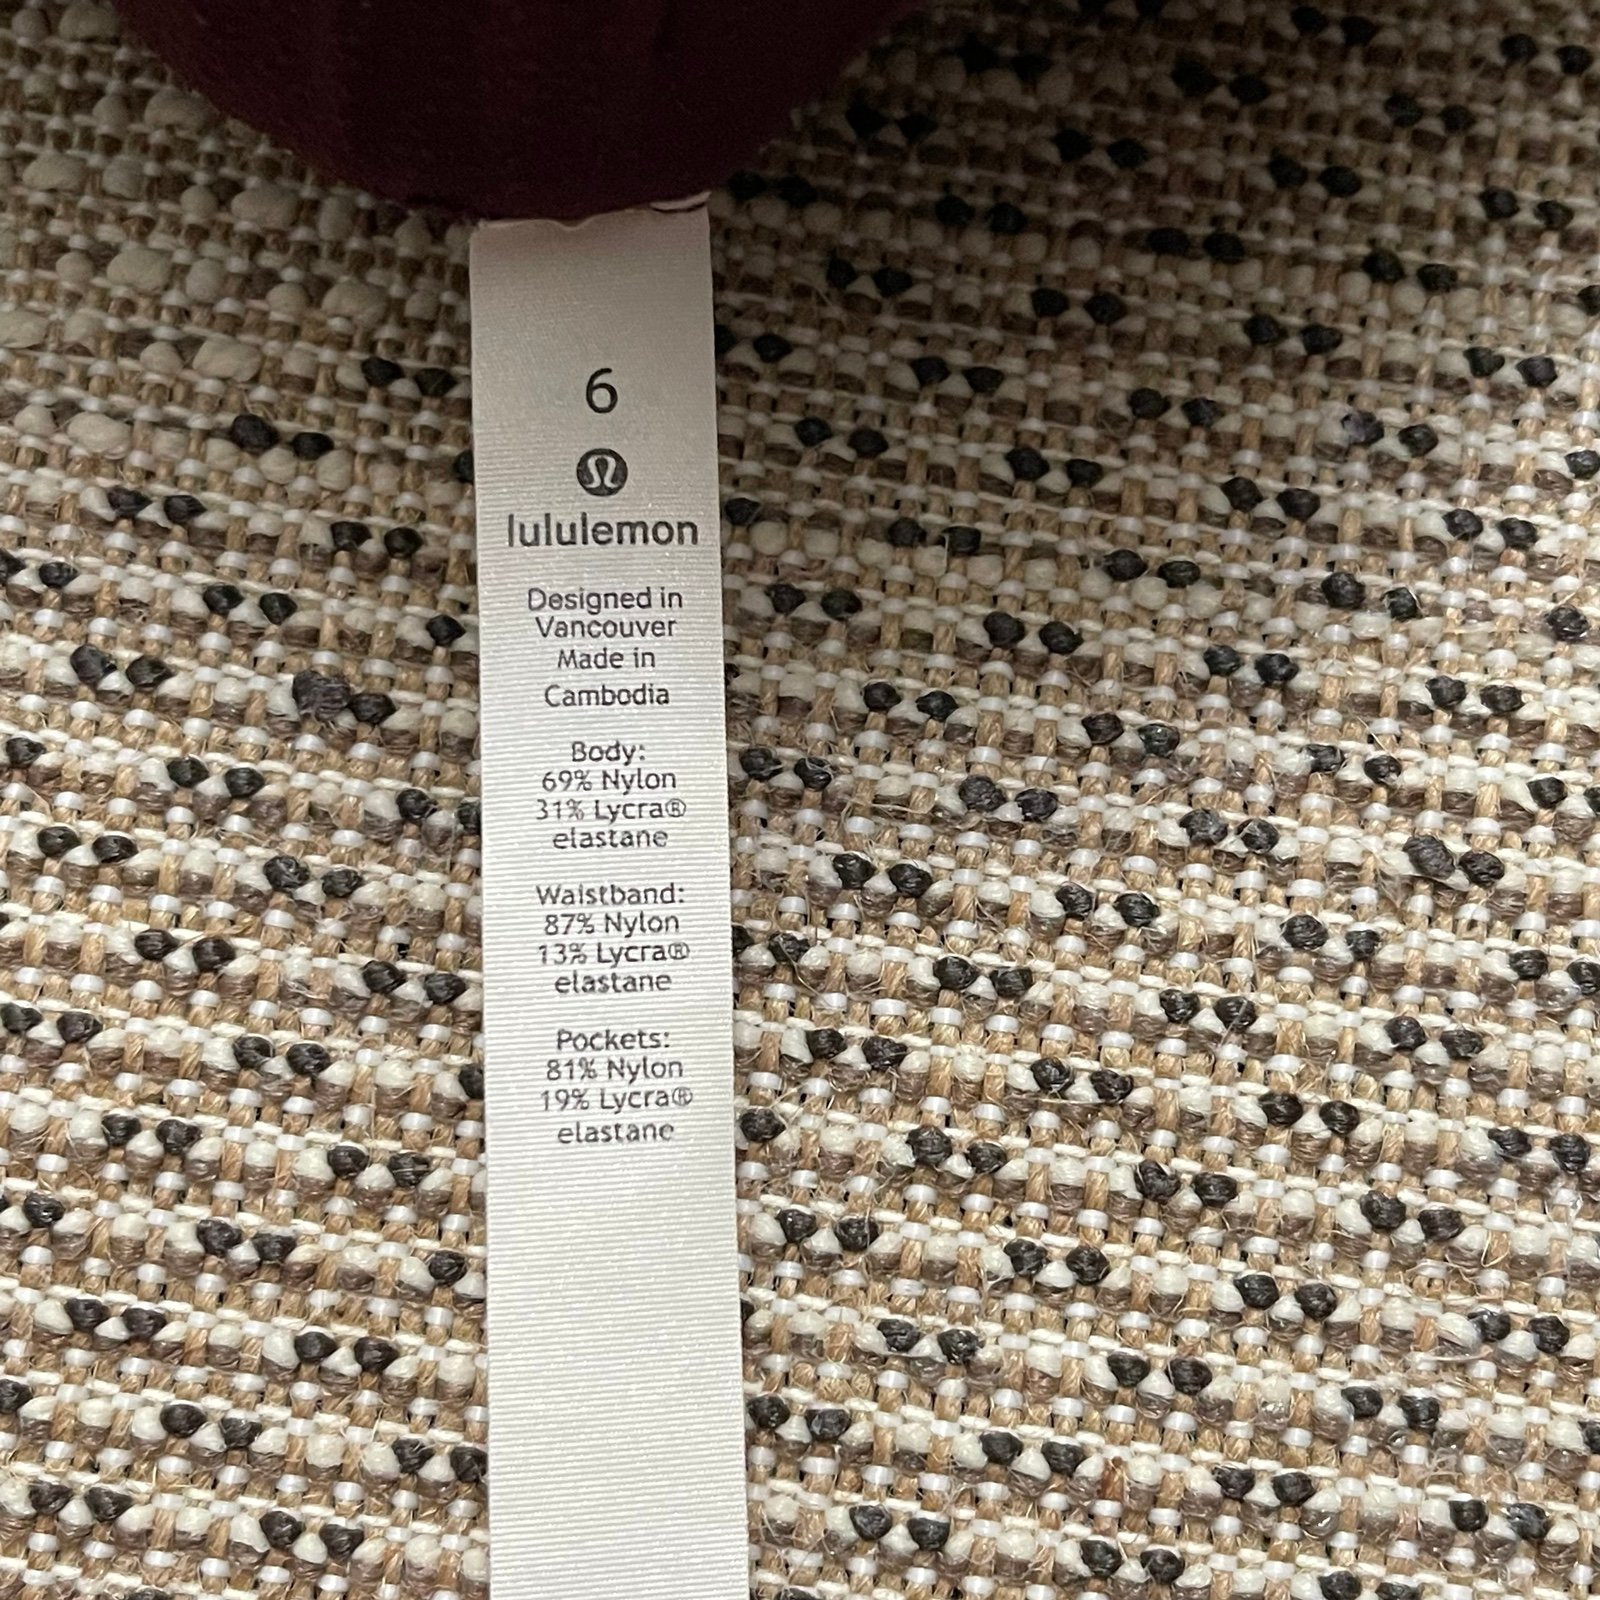 6
lululemon
Designed in
Vancouver
Made in
Cambodia
Body:
69% Nylon
31% Lycra®
elastane
Waistband:
87% Nylon
13% Lycra®
elastane
Pockets:
81% Nylon
19% Lycra®
elastane